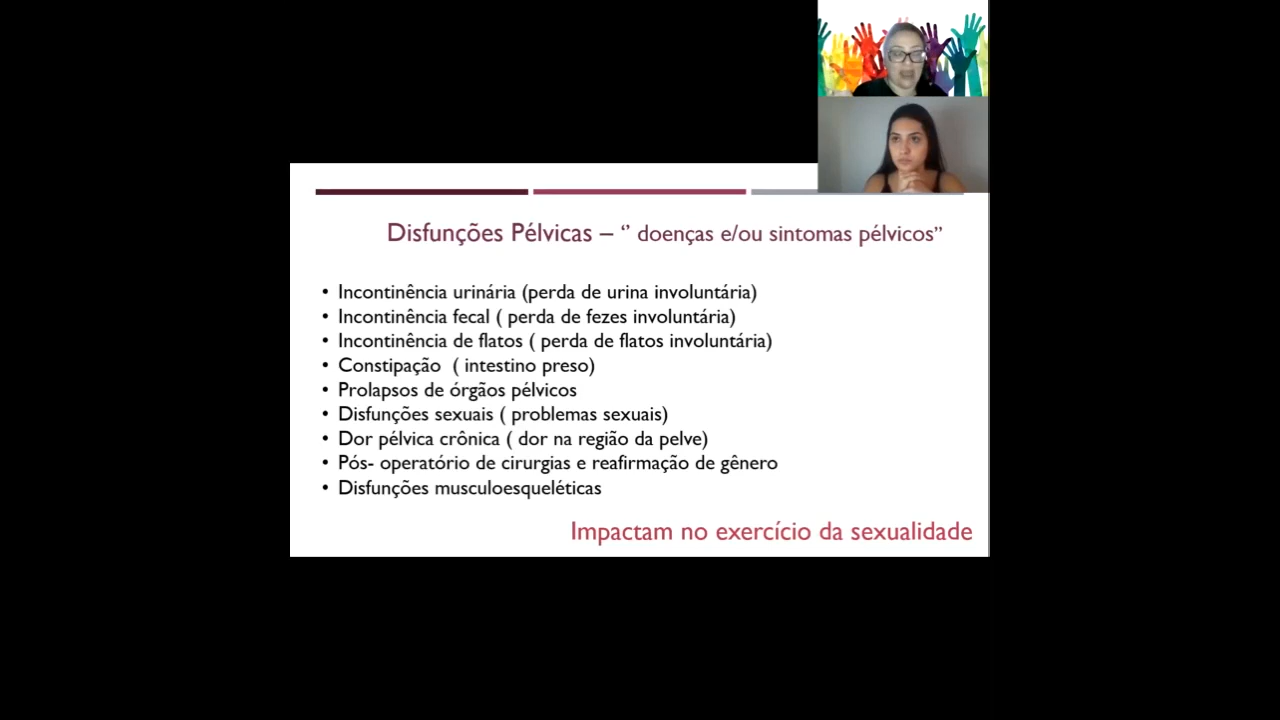 Disfunções Pélvicas – ‘’ doenças e/ou sintomas pélvicos’’
• Incontinência urinária (perda de urina involuntária)
• Incontinência fecal ( perda de fezes involuntária)
• Incontinência de flatos ( perda de flatos involuntária)
• Constipação ( intestino preso)
• Prolapsos de órgãos pélvicos
• Disfunções sexuais ( problemas sexuais)
• Dor pélvica crônica ( dor na região da pelve)
• Pós- operatório de cirurgias e reafirmação de gênero
• Disfunções musculoesqueléticas
Impactam no exercício da sexualidade